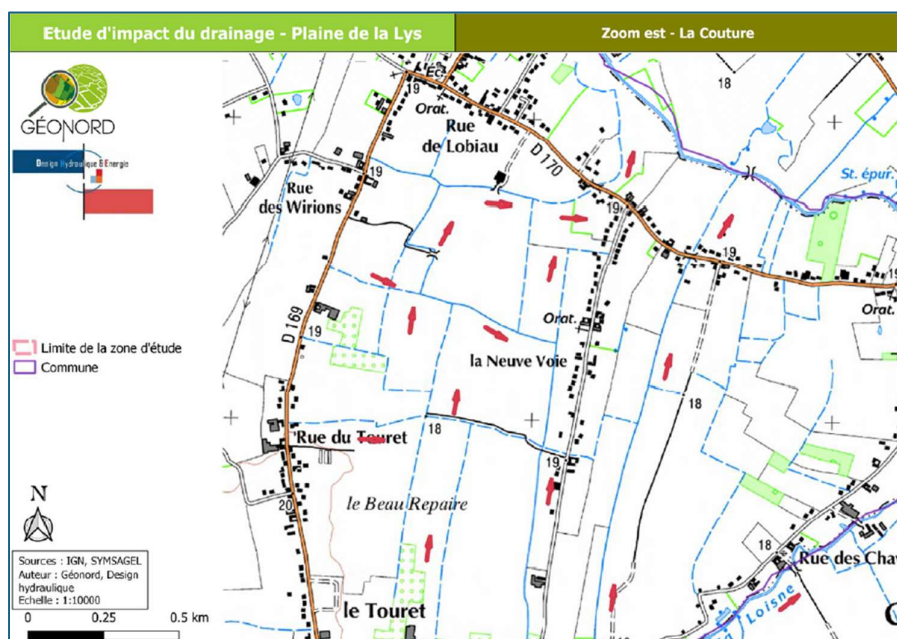 Etude d'impact du drainage - Plaine de la Lys
Zoom est - La Couture
GÉONORD
Design Hydraulique & Energie
Limite de la zone d'étude
Commune
N
Sources : IGN, SYMSAGEL
Auteur : Géonord, Design
hydraulique
Echelle : 1:10000
0 0.25 0.5 km
Éc.
19
Orat.
Rue
de Lobiau
18
D 170
St. épur.
19
Rue
des Wirions
19
19
19
Orat.
D 169
19
Orat.
la Neuve Voie
18
18
Rue du Touret
19
20
le Beau Repaire
18
Rue des Chav
le Touret
Loisne